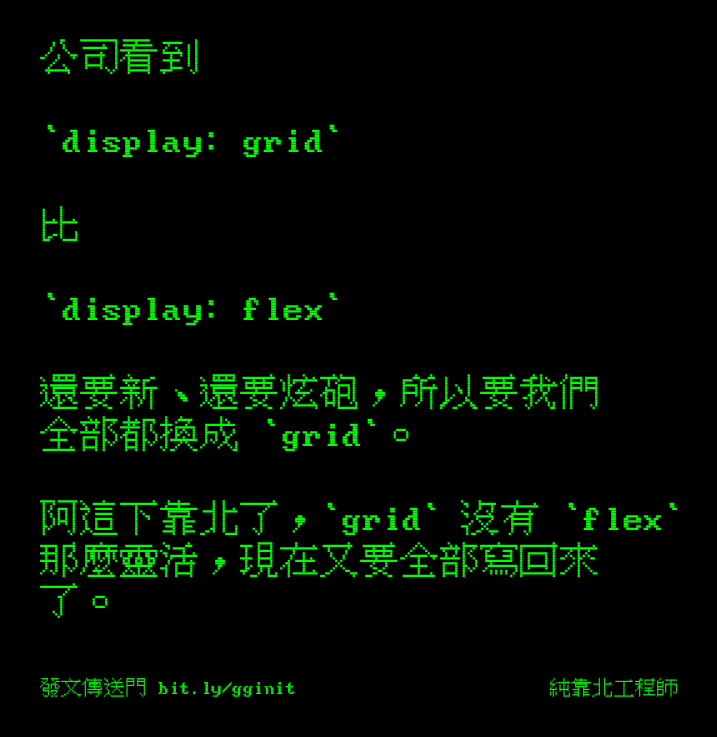 公司看到
`display: grid`
比
`display: flex`
還要新、還要炫砲，所以要我們
全部都換成 `grid`。
阿這下靠北了，`grid` 沒有 `flex`
那麼靈活，現在又要全部寫回來
了。
發文傳送門 bit.ly/gginit
純靠北工程師